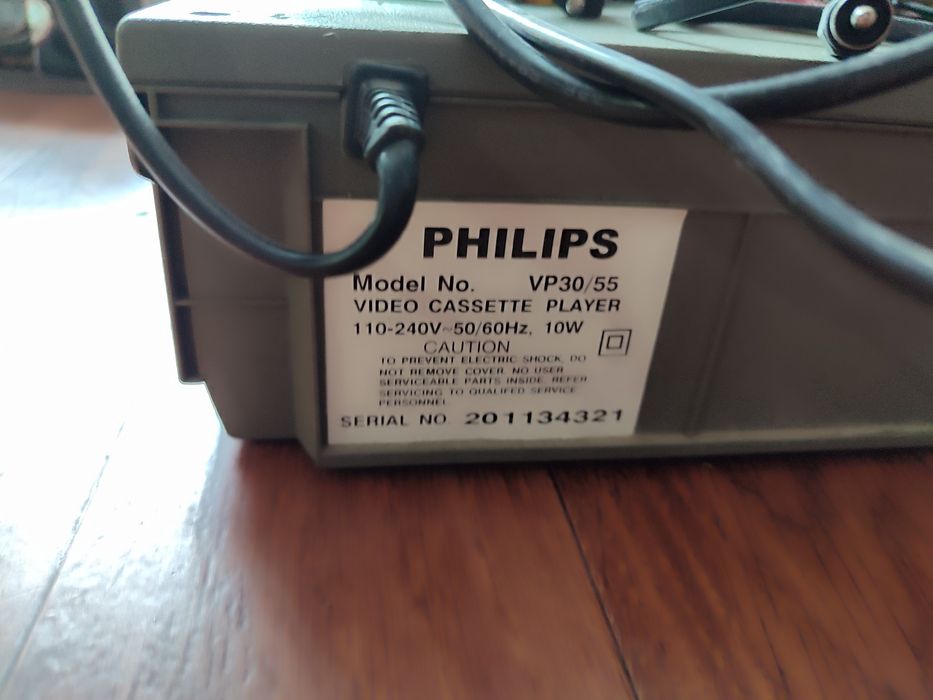 PHILIPS
Model No. VP30/55
VIDEO CASSETTE PLAYER
110-240V~50/60Hz, 10W
CAUTION
TO PREVENT ELECTRIC SHOCK, DO
NOT REMOVE COVER. NO USER
SERVICEABLE PARTS INSIDE. REFER
SERVICING TO QUALIFED SERVICE
PERSONNEL.
SERIAL NO. 201134321